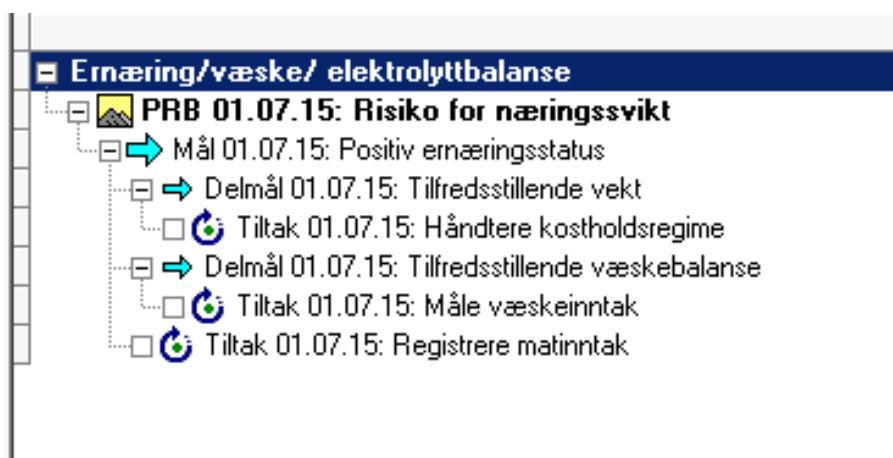 Ernæring/væske/ elektrolyttbalanse
PRB 01.07.15: Risiko for næringssvikt
Mål 01.07.15: Positiv ernæringsstatus
Delmål 01.07.15: Tilfredsstillende vekt
Tiltak 01.07.15: Håndtere kostholdsregime
Delmål 01.07.15: Tilfredsstillende væskebalanse
Tiltak 01.07.15: Måle væskeinntak
Tiltak 01.07.15: Registrere matinntak